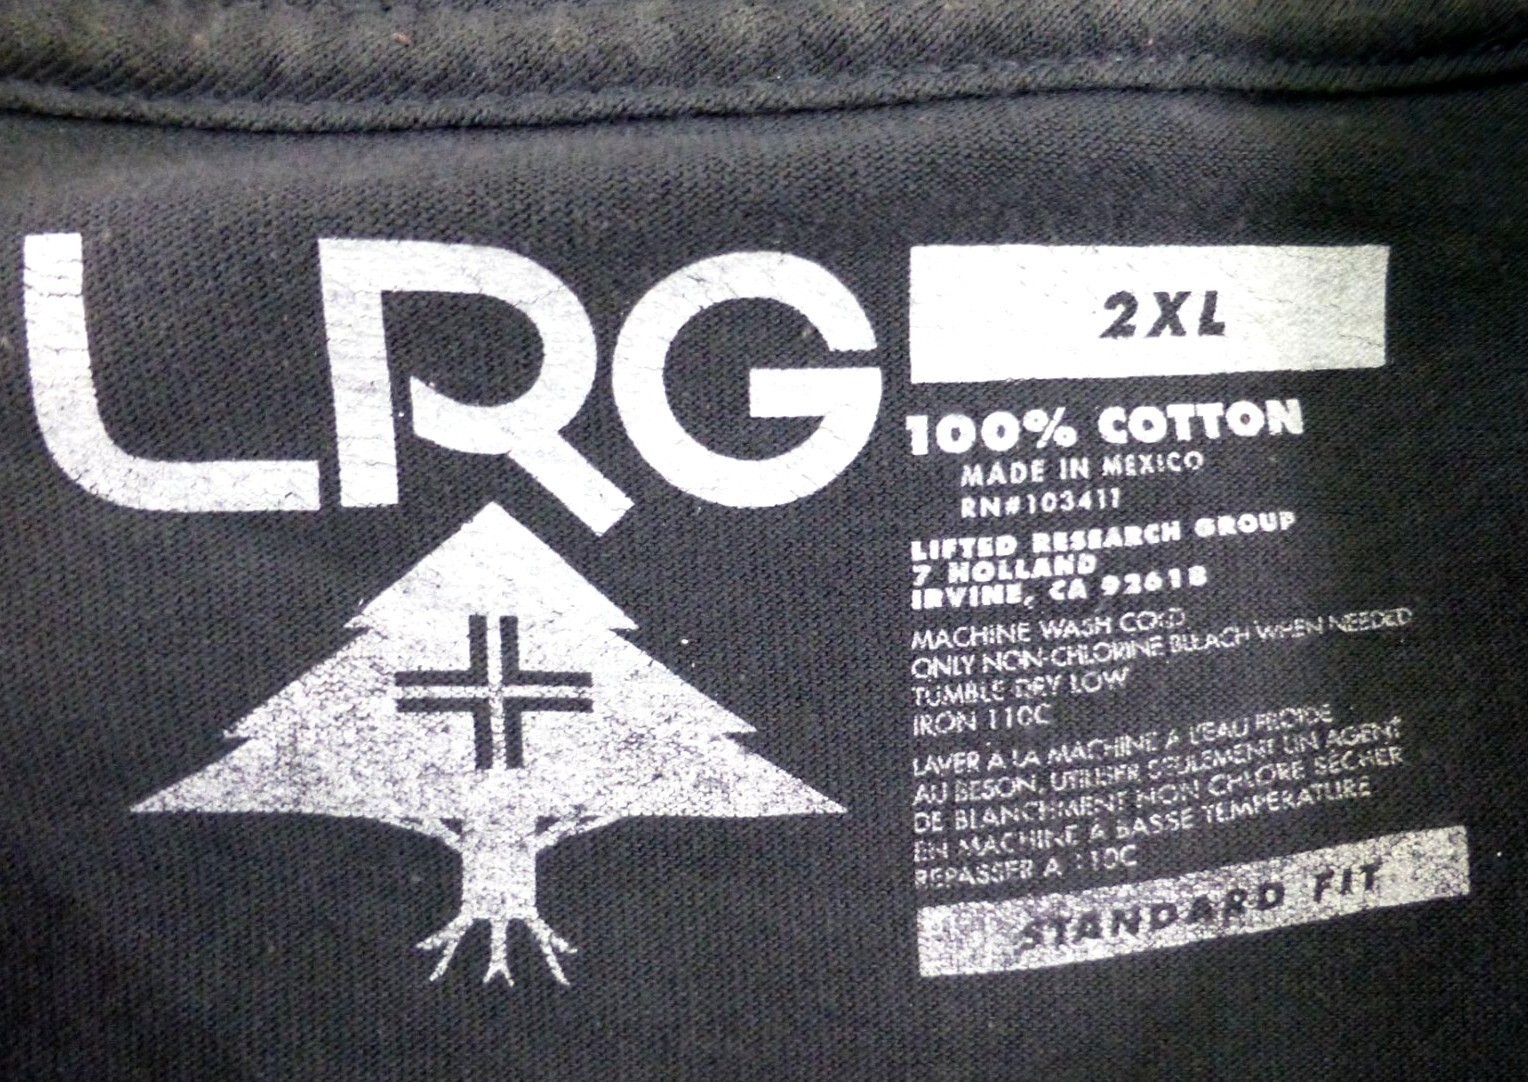 LRG
2XL
100% COTTON
MADE IN MEXICO
RN#103411
LIFTED RESEARCH GROUP
7 HOLLAND
IRVINE, CA 92618
MACHINE WASH COLD
ONLY NON-CHLORINE BLEACH WHEN NEEDED
TUMBLE DRY LOW
IRON 110C
LAVER A LA MACHINE A L'EAU FROIDE
AU BESOIN, UTILISER SEULEMENT UN AGENT
DE BLANCHIMENT NON CHLORE SECHER
EN MACHINE A BASSE TEMPERATURE
REPASSER A 110C
STANDARD FIT